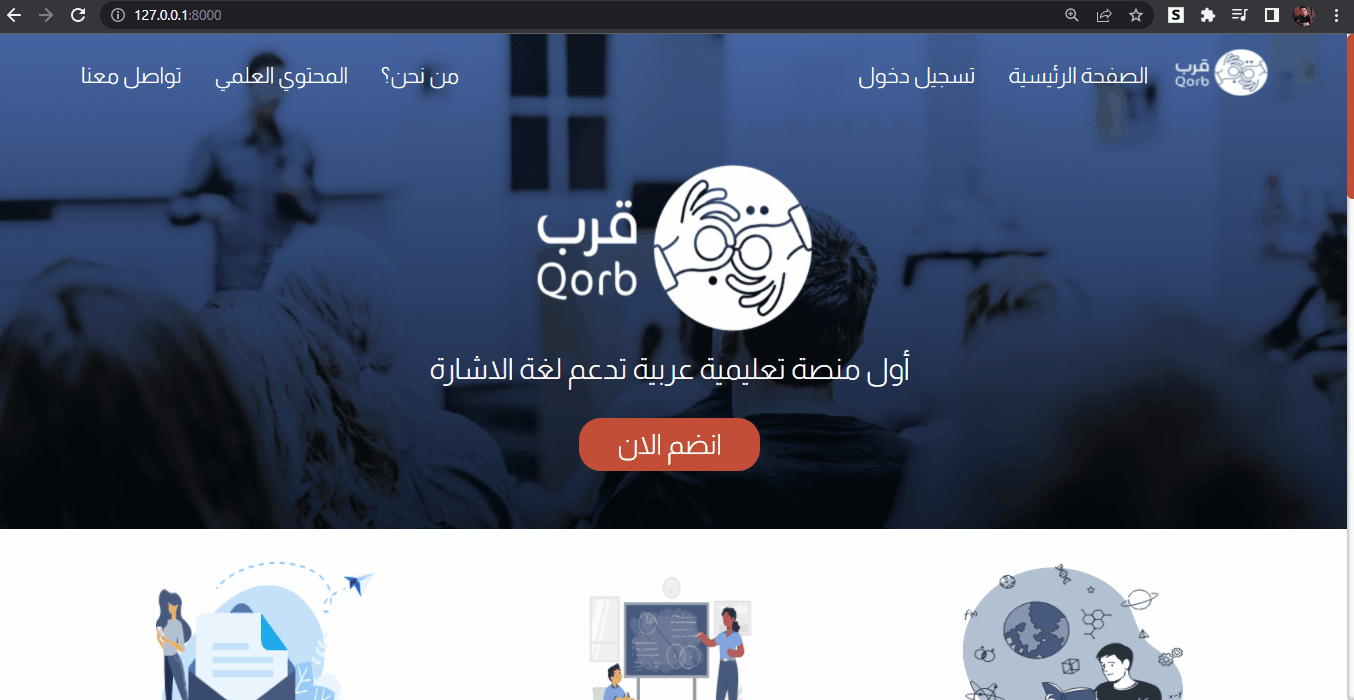 127.0.0.1:8000
قرب
Qorb
الصفحة الرئيسية
تسجيل دخول
من نحن؟
المحتوي العلمي
تواصل معنا
قرب
Qorb
أول منصة تعليمية عربية تدعم لغة الاشارة
انضم الان